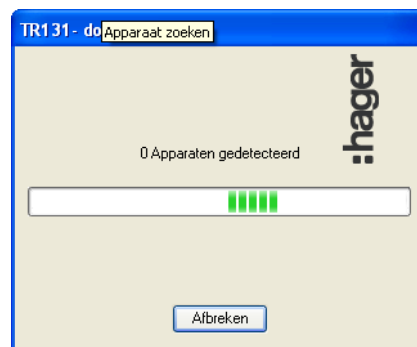 TR131 - do
Apparaat zoeken
:hager
0 Apparaten gedetecteerd
Afbreken